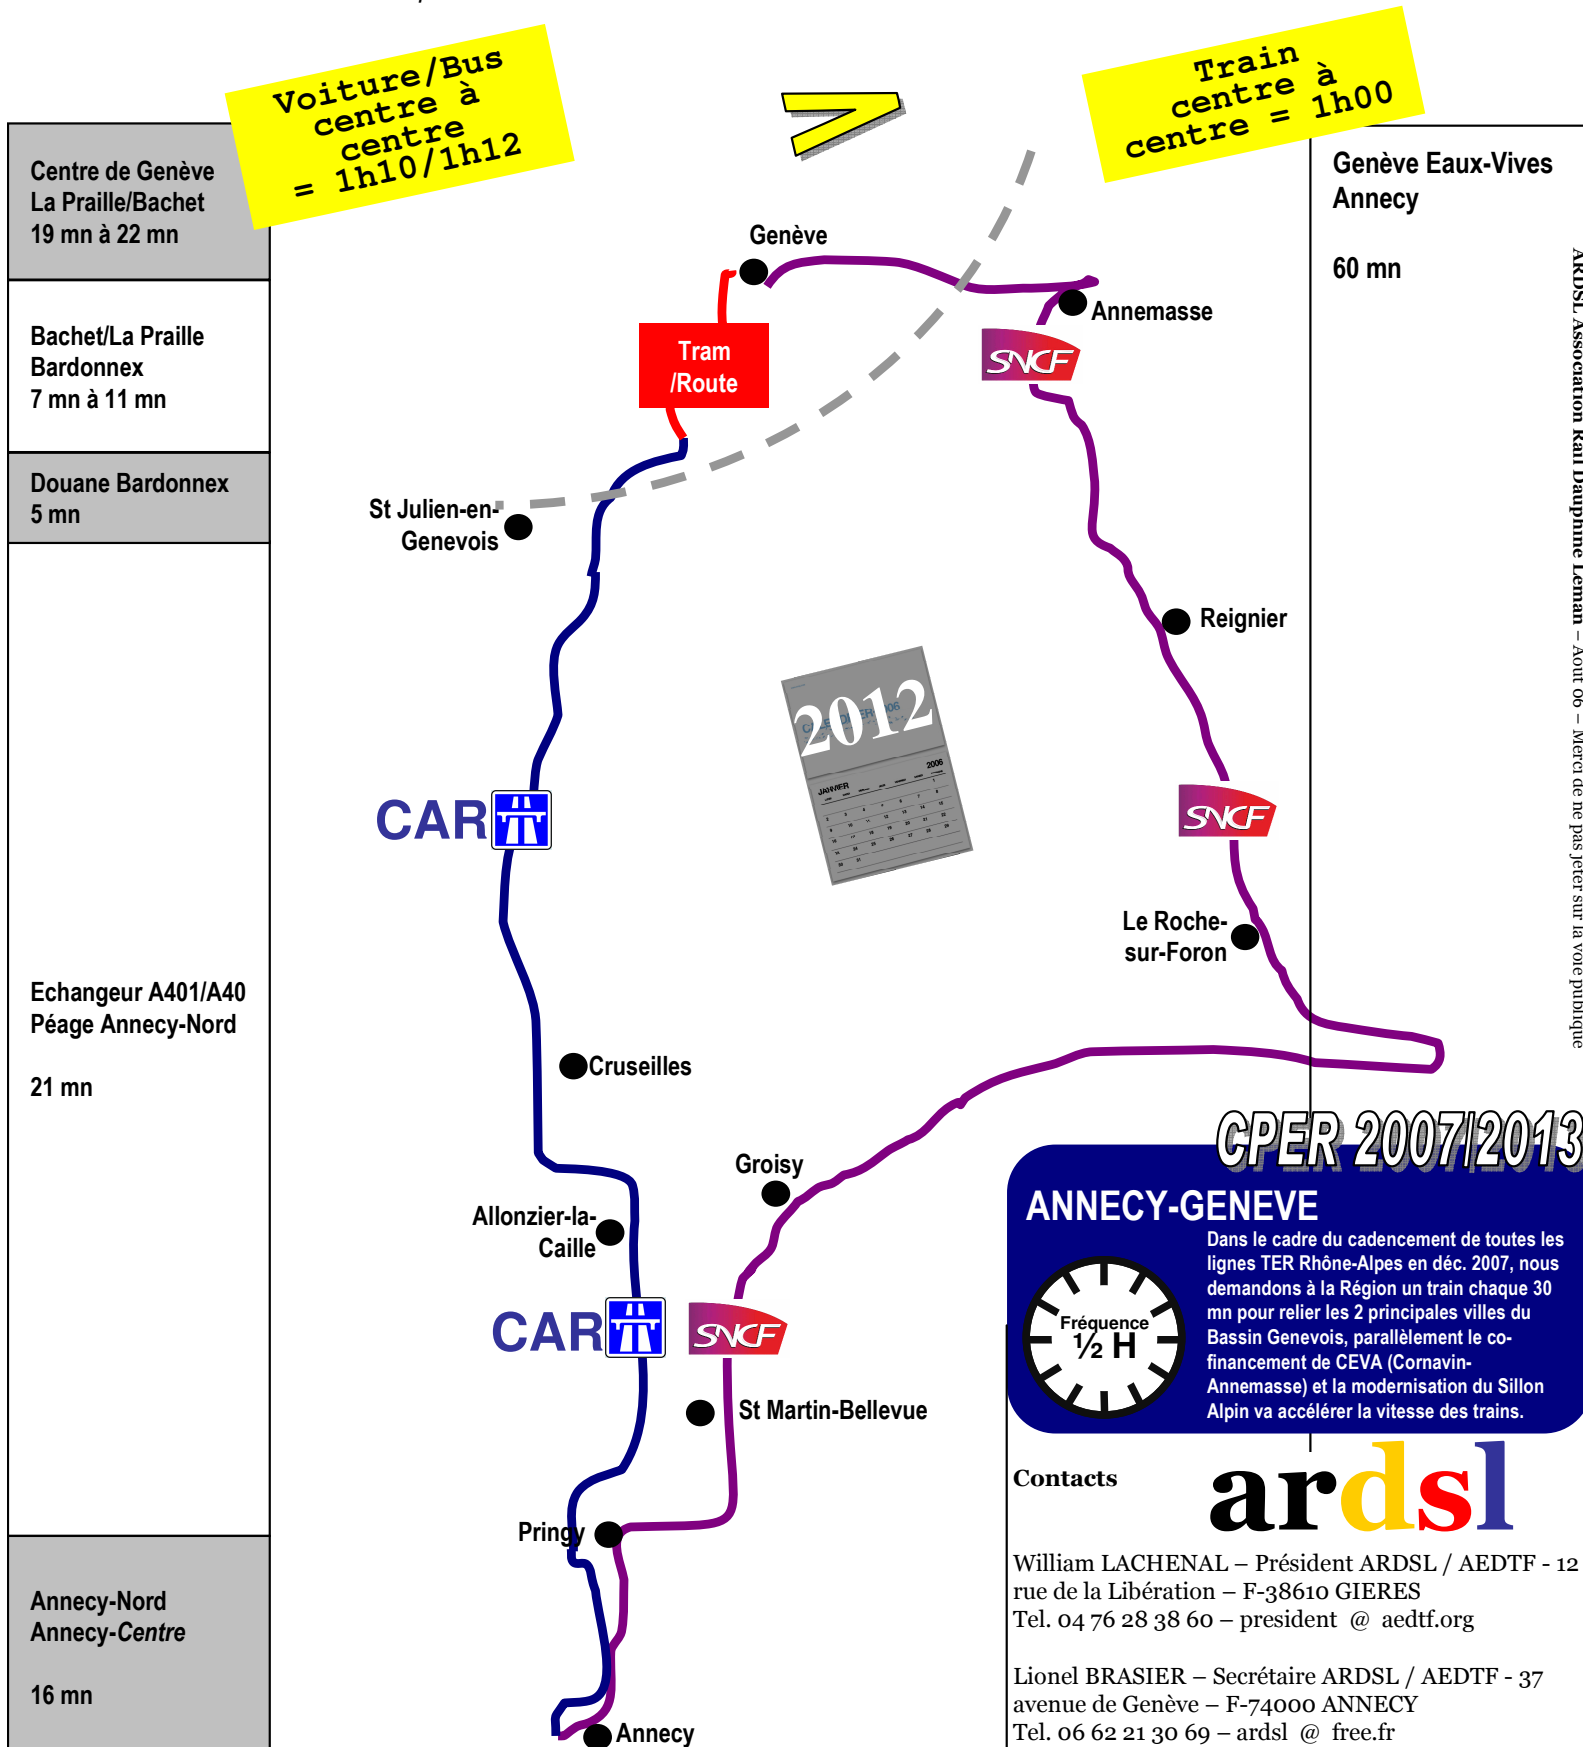 Voiture/Bus
centre à
centre
= 1h10/1h12
V
Train
centre à
centre = 1h00
Centre de Genève
La Praille/Bachet
19 mn à 22 mn
Bachet/La Praille
Bardonnex
7 mn à 11 mn
Douane Bardonnex
5 mn
Echangeur A401/A40
Péage Annecy-Nord
21 mn
Annecy-Nord
Annecy-Centre
16 mn
Genève
Annemasse
Tram
/Route
SNCF
St Julien-en-
Genevois
Reignier
2012
JANVIER
2006
CAR
SNCF
Le Roche-
sur-Foron
Cruseilles
Groisy
Allonzier-la-
Caille
CAR
SNCF
St Martin-Bellevue
Pringy
Annecy
Genève Eaux-Vives
Annecy
60 mn
ARDSL Association Rail Dauphine Leman – Aout 06 – Merci de ne pas jeter sur la voie publique
CPER 2007/2013
ANNECY-GENEVE
Fréquence
½ H
Dans le cadre du cadencement de toutes les
lignes TER Rhône-Alpes en déc. 2007, nous
demandons à la Région un train chaque 30
mn pour relier les 2 principales villes du
Bassin Genevois, parallèlement le co-
financement de CEVA (Cornavin-
Annemasse) et la modernisation du Sillon
Alpin va accélérer la vitesse des trains.
Contacts
ardsl
William LACHENAL – Président ARDSL / AEDTF - 12
rue de la Libération – F-38610 GIERES
Tel. 04 76 28 38 60 – president @ aedtf.org
Lionel BRASIER – Secrétaire ARDSL / AEDTF - 37
avenue de Genève – F-74000 ANNECY
Tel. 06 62 21 30 69 – ardsl @ free.fr